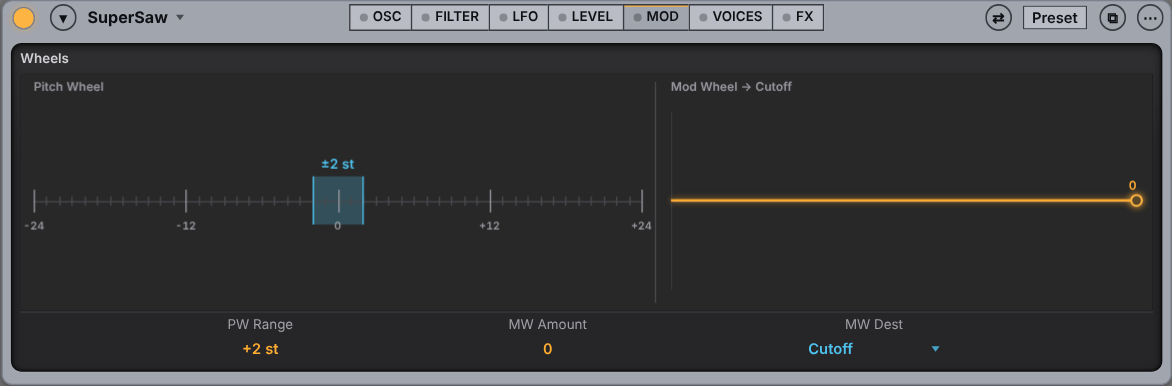 SuperSaw OSC FILTER LFO LEVEL MOD VOICES FX Preset
Wheels
Pitch Wheel
Mod Wheel → Cutoff
±2 st
0
-24 -12 0 +12 +24
PW Range MW Amount MW Dest
+2 st 0 Cutoff